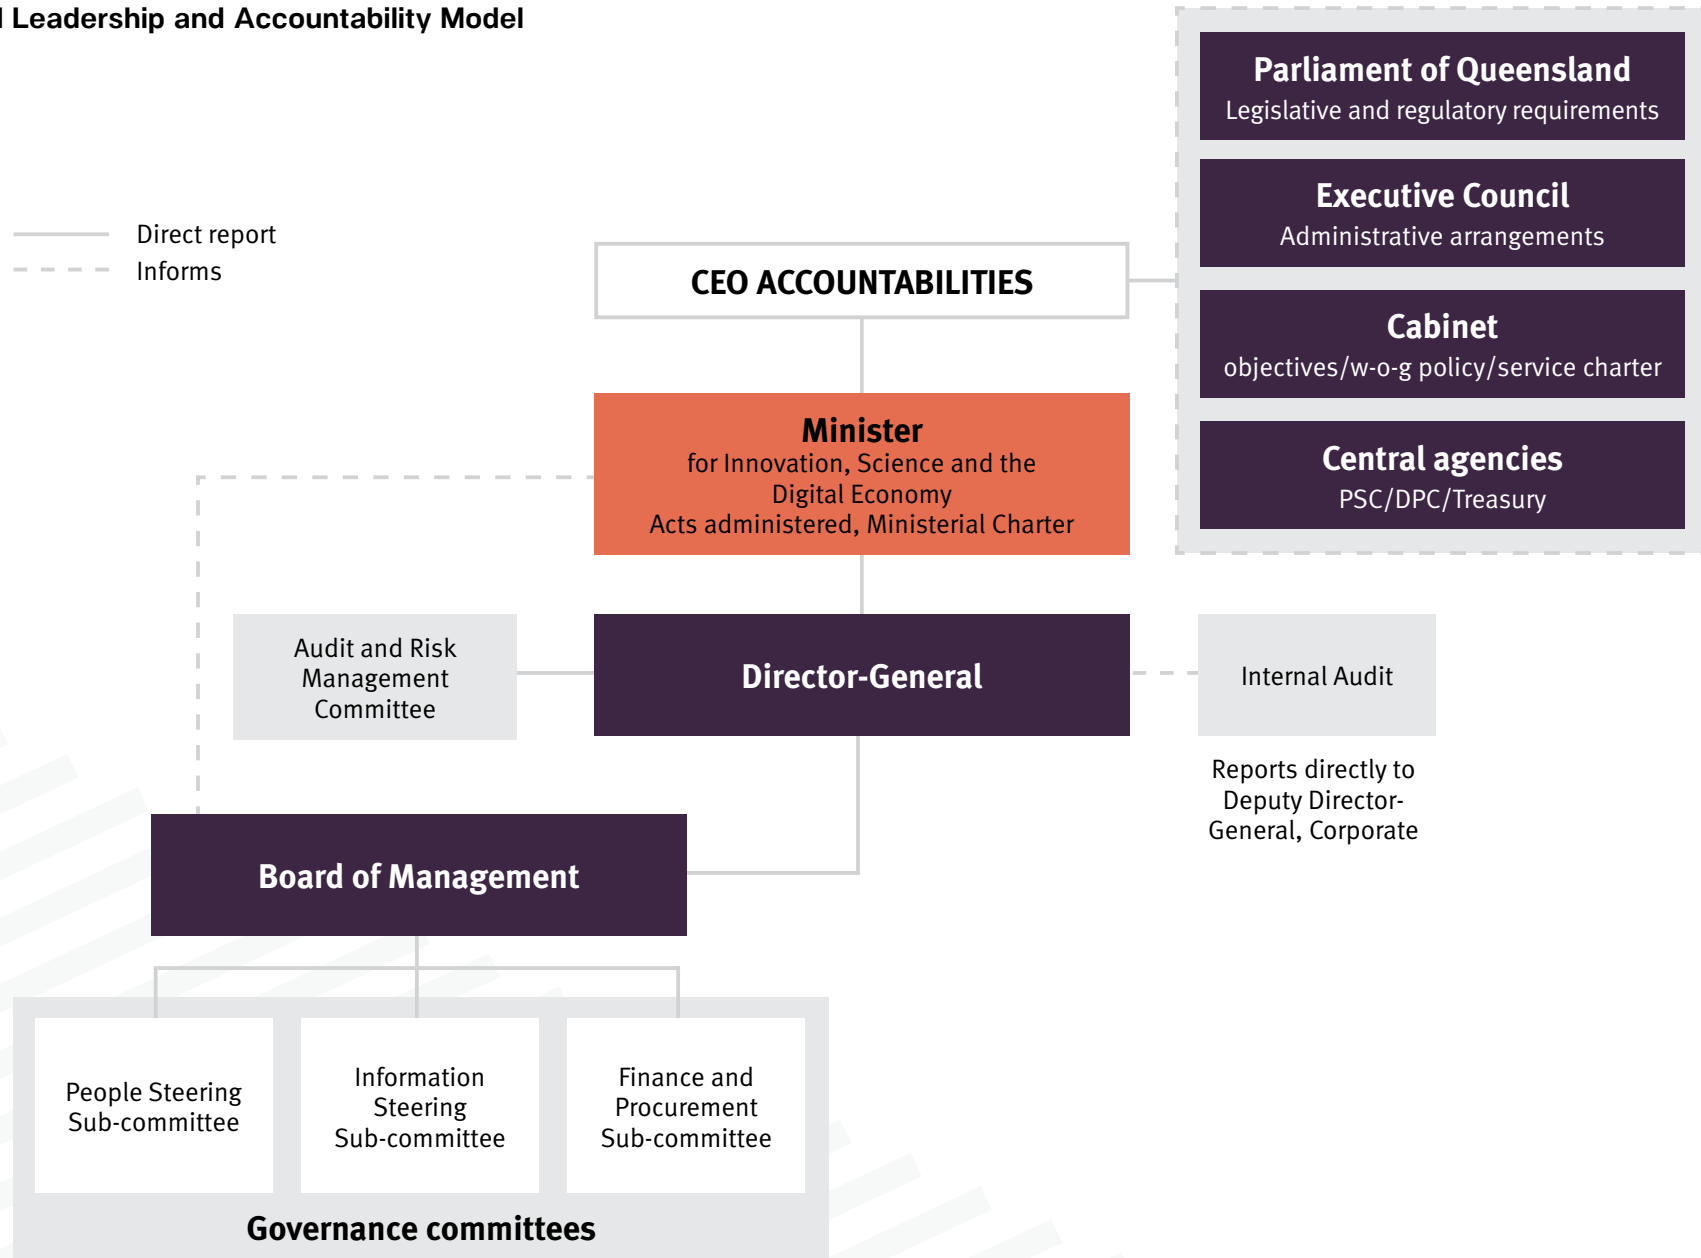 Leadership and Accountability Model
Parliament of Queensland
Legislative and regulatory requirements
Executive Council
Administrative arrangements
Cabinet
objectives/w-o-g policy/service charter
Central agencies
PSC/DPC/Treasury
Direct report
Informs
CEO ACCOUNTABILITIES
Minister
for Innovation, Science and the
Digital Economy
Acts administered, Ministerial Charter
Audit and Risk
Management
Committee
Director-General
Internal Audit
Reports directly to
Deputy Director-
General, Corporate
Board of Management
People Steering
Sub-committee
Information
Steering
Sub-committee
Finance and
Procurement
Sub-committee
Governance committees